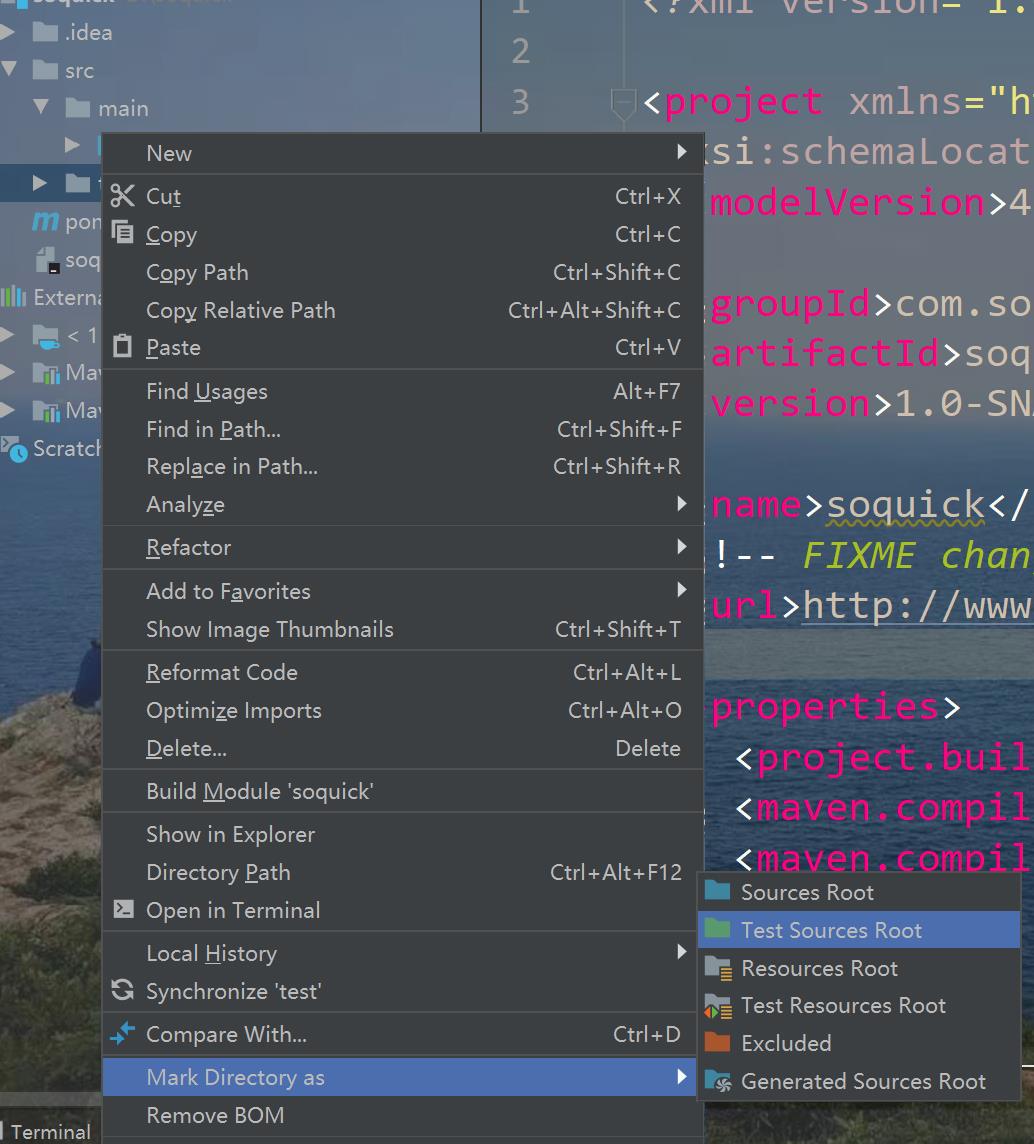 .idea
src
main
New
Cut Ctrl+X
Copy Ctrl+C
Copy Path Ctrl+Shift+C
Copy Relative Path Ctrl+Alt+Shift+C
Paste Ctrl+V
Find Usages Alt+F7
Find in Path... Ctrl+Shift+F
Replace in Path... Ctrl+Shift+R
Analyze
Refactor
Add to Favorites
Show Image Thumbnails Ctrl+Shift+T
Reformat Code Ctrl+Alt+L
Optimize Imports Ctrl+Alt+O
Delete... Delete
Build Module 'soquick'
Show in Explorer
Directory Path Ctrl+Alt+F12
Open in Terminal
Local History
Synchronize 'test'
Compare With... Ctrl+D
Mark Directory as
Remove BOM
Sources Root
Test Sources Root
Resources Root
Test Resources Root
Excluded
Generated Sources Root
m pon
soq
Externa
< 1
Mav
Mav
Scratch
Terminal
1 <?xml version="1.
2
3 <project xmlns="ht
xsi:schemaLocat
modelVersion>4
groupId>com.so
artifactId>soq
version>1.0-SNA
name>soquick</
!-- FIXME chan
url>http://www
properties>
<project.buil
<maven.compil
<maven.compil